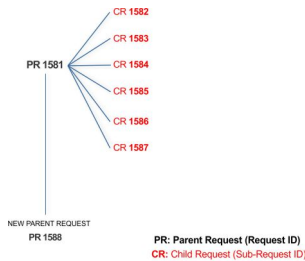 CR 1582
CR 1583
PR 1581
CR 1584
CR 1585
CR 1586
CR 1587
NEW PARENT REQUEST
PR 1588
PR: Parent Request (Request ID)
CR: Child Request (Sub-Request ID)